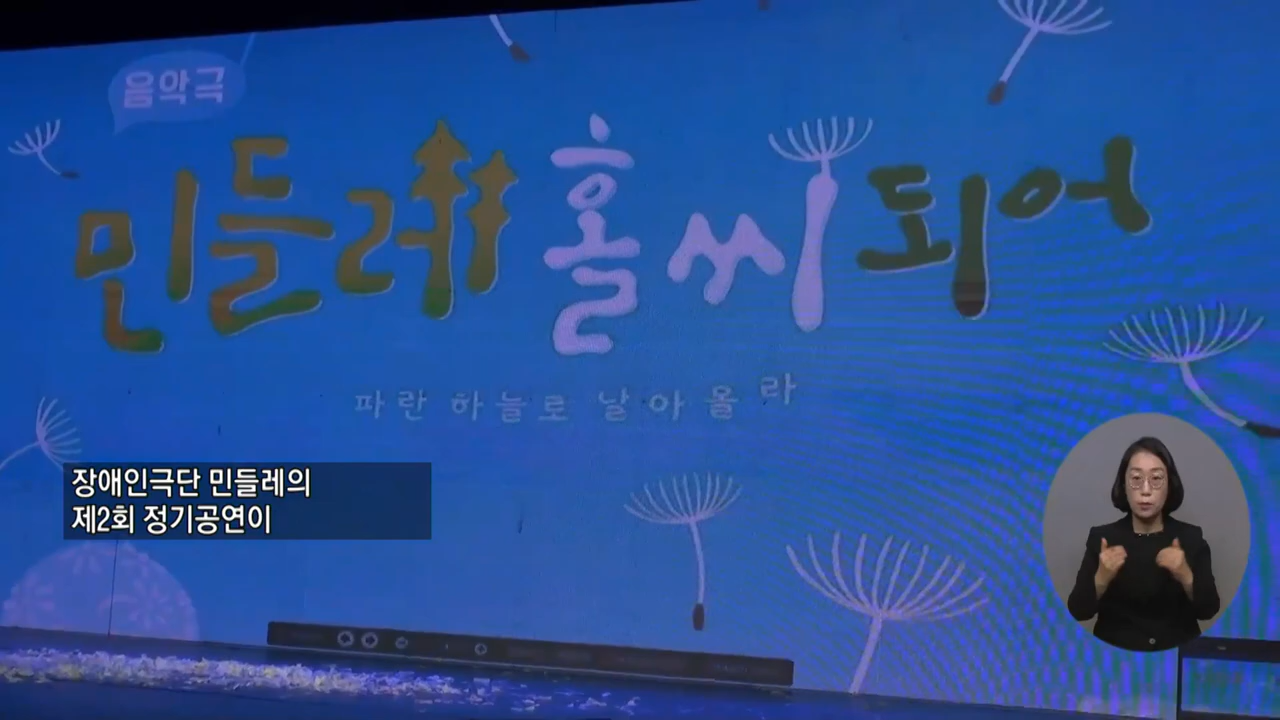 음악극
민들레 홀씨 되어
파란 하늘로 날아올라
장애인극단 민들레의
제2회 정기공연이